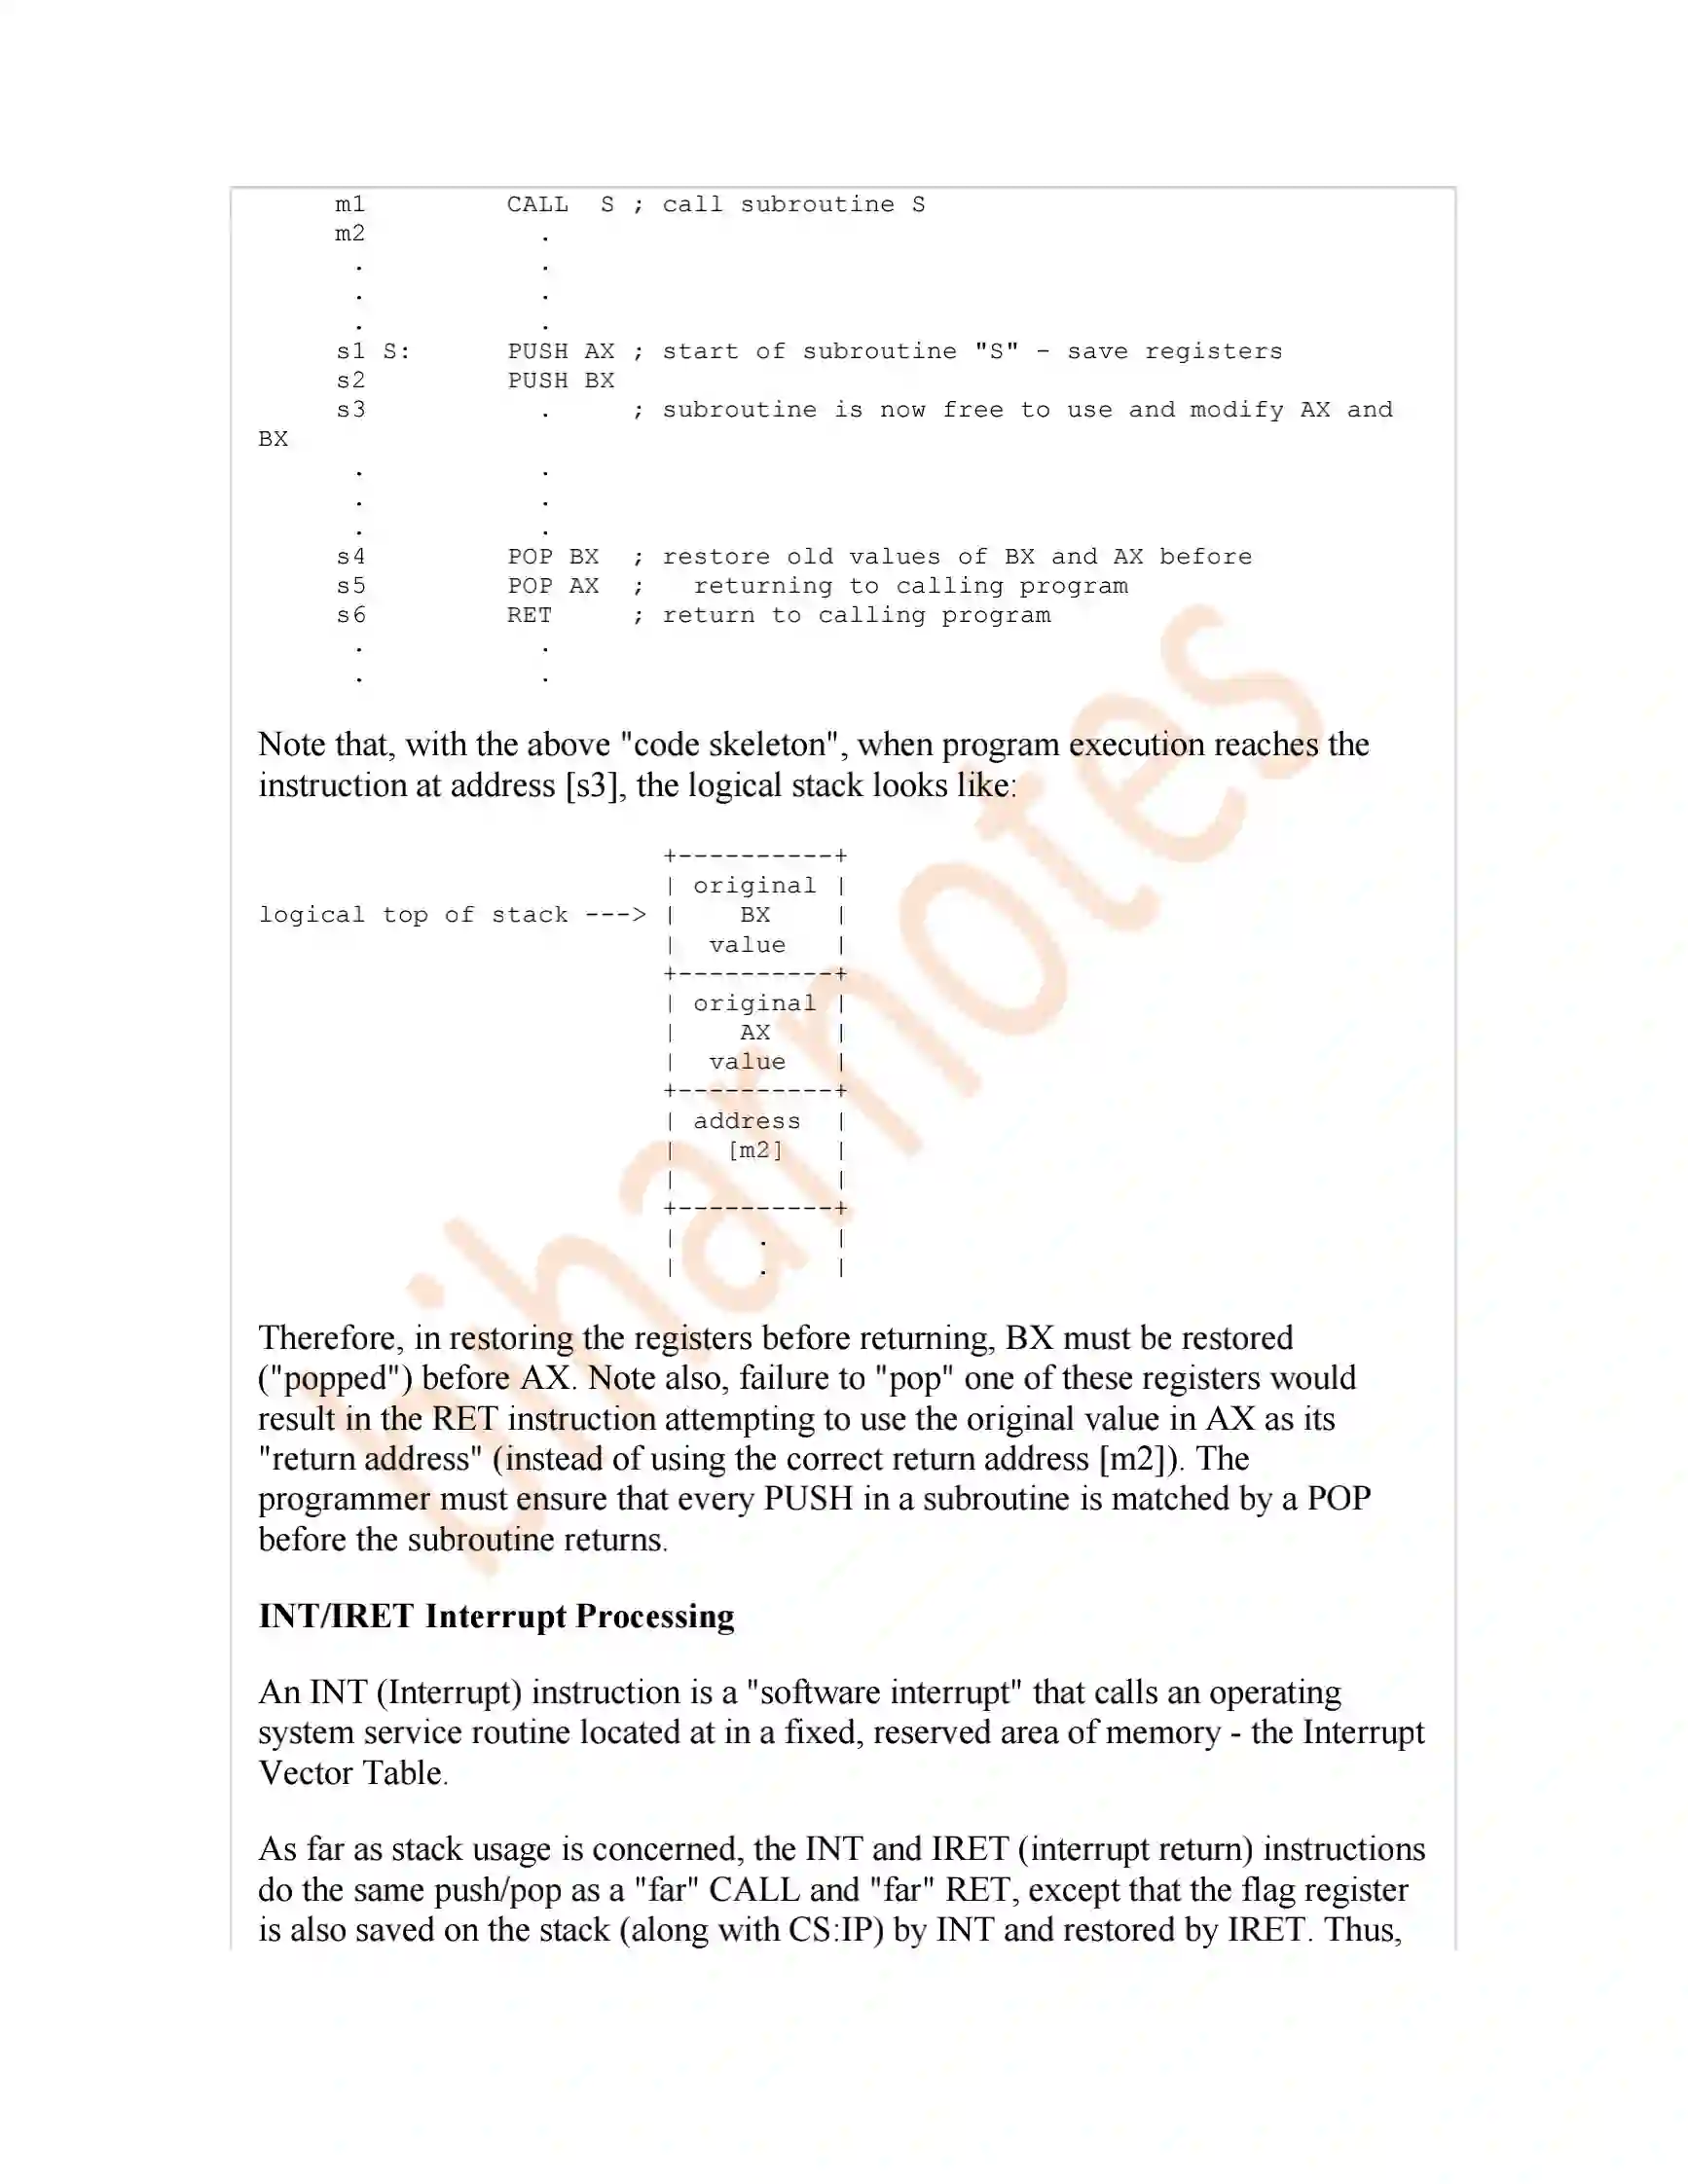 m1         CALL  S ; call subroutine S
m2           .
.           .
.           .
.           .
s1 S:      PUSH AX ; start of subroutine "S" - save registers
s2         PUSH BX
s3           .     ; subroutine is now free to use and modify AX and
BX
.           .
.           .
.           .
s4         POP BX  ; restore old values of BX and AX before
s5         POP AX  ;   returning to calling program
s6         RET     ; return to calling program
.           .
.           .
Note that, with the above "code skeleton", when program execution reaches the
instruction at address [s3], the logical stack looks like:
+----------+
| original |
logical top of stack ---> |    BX    |
|  value   |
+----------+
| original |
|    AX    |
|  value   |
+----------+
| address  |
|   [m2]   |
|          |
+----------+
|     .    |
|     .    |
Therefore, in restoring the registers before returning, BX must be restored
("popped") before AX. Note also, failure to "pop" one of these registers would
result in the RET instruction attempting to use the original value in AX as its
"return address" (instead of using the correct return address [m2]). The
programmer must ensure that every PUSH in a subroutine is matched by a POP
before the subroutine returns.
INT/IRET Interrupt Processing
An INT (Interrupt) instruction is a "software interrupt" that calls an operating
system service routine located at in a fixed, reserved area of memory - the Interrupt
Vector Table.
As far as stack usage is concerned, the INT and IRET (interrupt return) instructions
do the same push/pop as a "far" CALL and "far" RET, except that the flag register
is also saved on the stack (along with CS:IP) by INT and restored by IRET. Thus,
biharnotes